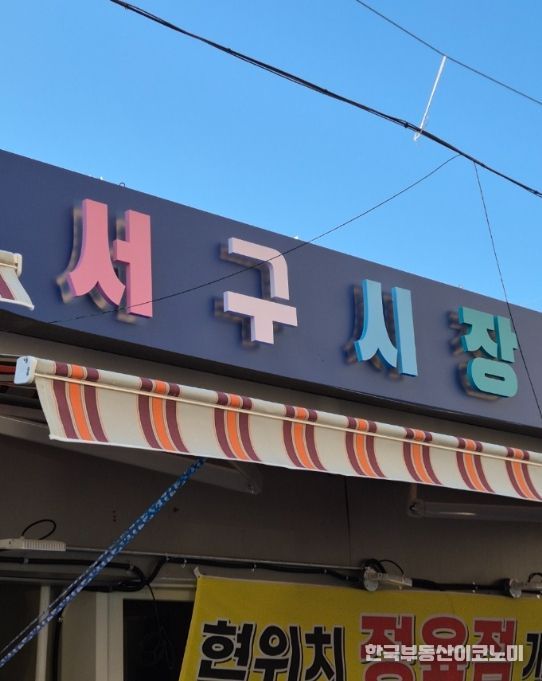 서구시장
현위치 정육점 개
한국부동산이코노미